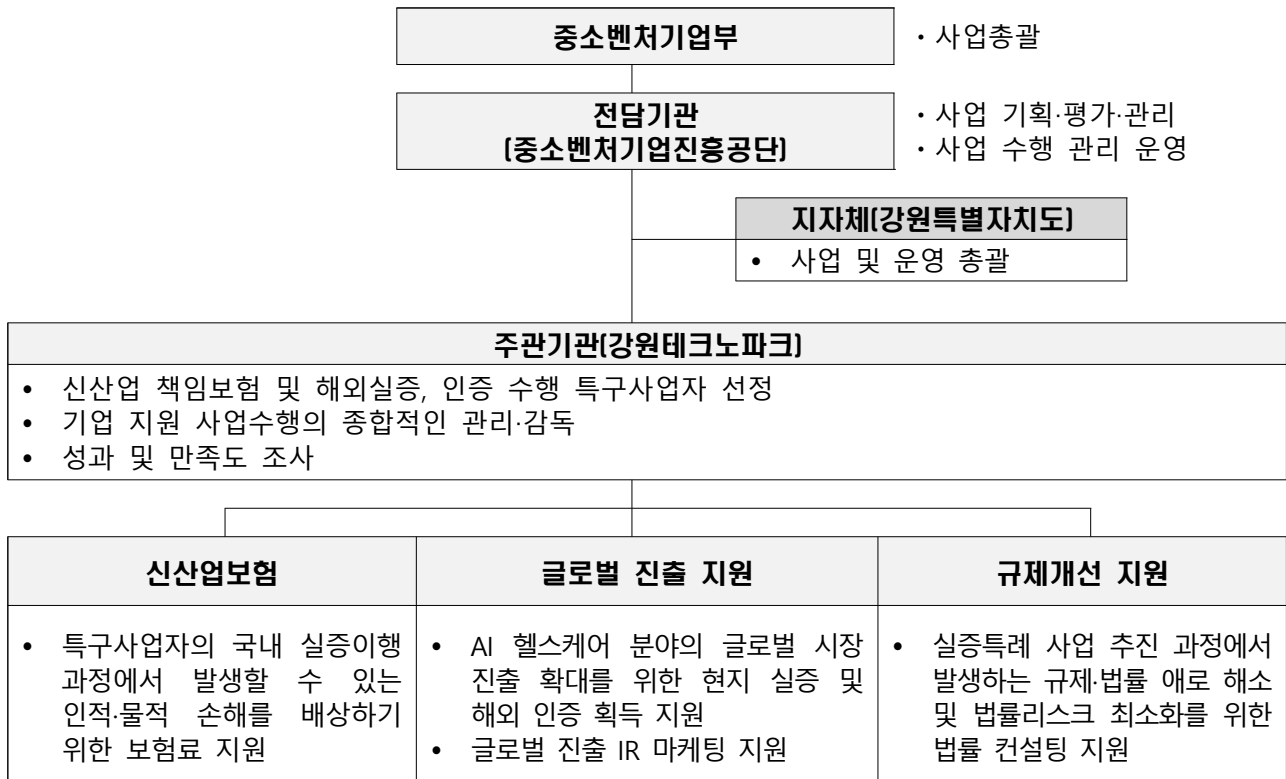 중소벤처기업부
・사업총괄
전담기관
(중소벤처기업진흥공단)
・사업 기획·평가·관리
・사업 수행 관리 운영
지자체(강원특별자치도)
• 사업 및 운영 총괄
주관기관(강원테크노파크)
• 신산업 책임보험 및 해외실증, 인증 수행 특구사업자 선정
• 기업 지원 사업수행의 종합적인 관리·감독
• 성과 및 만족도 조사
신산업보험
글로벌 진출 지원
규제개선 지원
• 특구사업자의 국내 실증이행
과정에서 발생할 수 있는
인적·물적 손해를 배상하기
위한 보험료 지원
• AI 헬스케어 분야의 글로벌 시장
진출 확대를 위한 현지 실증 및
해외 인증 획득 지원
• 글로벌 진출 IR 마케팅 지원
• 실증특례 사업 추진 과정에서
발생하는 규제·법률 애로 해소
및 법률리스크 최소화를 위한
법률 컨설팅 지원